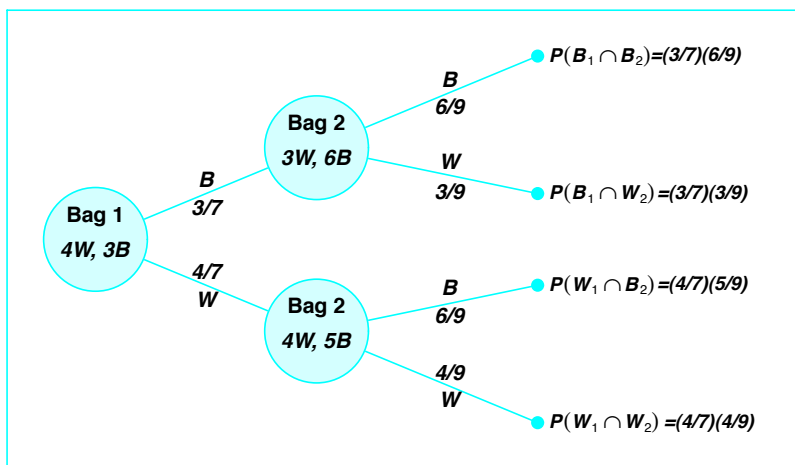 Bag 1
4W, 3B
B
3/7
4/7
W
Bag 2
3W, 6B
B
6/9
W
3/9
Bag 2
4W, 5B
B
6/9
4/9
W
P(B₁ ∩ B₂)=(3/7)(6/9)
P(B₁ ∩ W₂)=(3/7)(3/9)
P(W₁ ∩ B₂)=(4/7)(5/9)
P(W₁ ∩ W₂) =(4/7)(4/9)